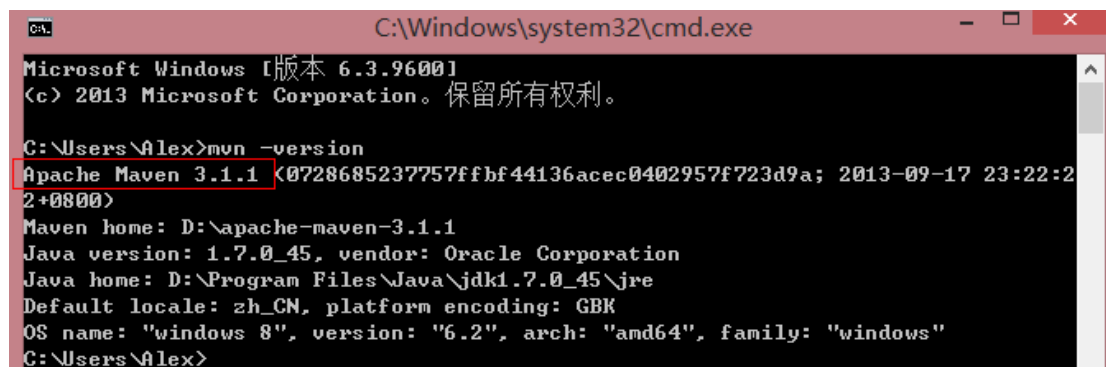 C:\Windows\system32\cmd.exe
Microsoft Windows [版本 6.3.9600]
(c) 2013 Microsoft Corporation。保留所有权利。
C:\Users\Alex>mvn -version
Apache Maven 3.1.1 (0728685237757ffbf44136acec0402957f723d9a; 2013-09-17 23:22:2
2+0800)
Maven home: D:\apache-maven-3.1.1
Java version: 1.7.0_45, vendor: Oracle Corporation
Java home: D:\Program Files\Java\jdk1.7.0_45\jre
Default locale: zh_CN, platform encoding: GBK
OS name: "windows 8", version: "6.2", arch: "amd64", family: "windows"
C:\Users\Alex>